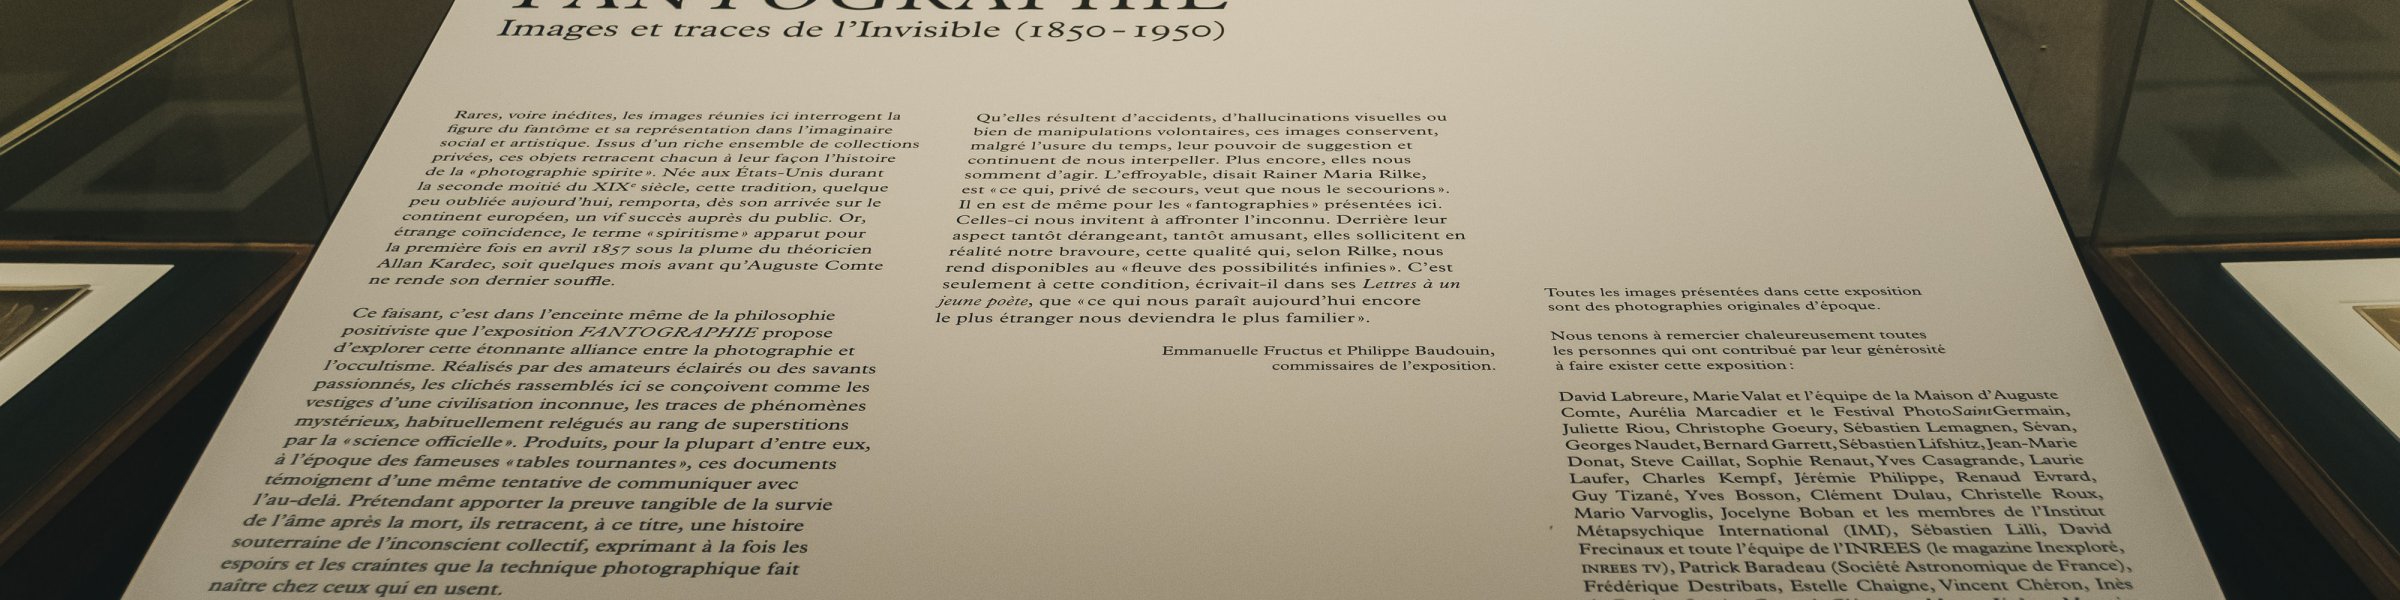 FANTOGRAPHIE
Images et traces de l'Invisible (1850-1950)
Rares, voire inédites, les images réunies ici interrogent la
figure du fantôme et sa représentation dans l'imaginaire
social et artistique. Issus d'un riche ensemble de collections
privées, ces objets retracent chacun à leur façon l'histoire
de la « photographie spirite ». Née aux États-Unis durant
la seconde moitié du XIXe siècle, cette tradition, quelque
peu oubliée aujourd'hui, remporta, dès son arrivée sur le
continent européen, un vif succès auprès du public. Or,
étrange coïncidence, le terme « spiritisme » apparut pour
la première fois en avril 1857 sous la plume du théoricien
Allan Kardec, soit quelques mois avant qu'Auguste Comte
ne rende son dernier souffle.
Ce faisant, c'est dans l'enceinte même de la philosophie
positiviste que l'exposition FANTOGRAPHIE propose
d'explorer cette étonnante alliance entre la photographie et
l'occultisme. Réalisés par des amateurs éclairés ou des savants
passionnés, les clichés rassemblés ici se conçoivent comme les
vestiges d'une civilisation inconnue, les traces de phénomènes
mystérieux, habituellement relégués au rang de superstitions
par la « science officielle ». Produits, pour la plupart d'entre eux,
à l'époque des fameuses « tables tournantes », ces documents
témoignent d'une même tentative de communiquer avec
l'au-delà. Prétendant apporter la preuve tangible de la survie
de l'âme après la mort, ils retracent, à ce titre, une histoire
souterraine de l'inconscient collectif, exprimant à la fois les
espoirs et les craintes que la technique photographique fait
naître chez ceux qui en usent.
Qu'elles résultent d'accidents, d'hallucinations visuelles ou
bien de manipulations volontaires, ces images conservent,
malgré l'usure du temps, leur pouvoir de suggestion et
continuent de nous interpeller. Plus encore, elles nous
somment d'agir. L'effroyable, disait Rainer Maria Rilke,
est « ce qui, privé de secours, veut que nous le secourions ».
Il en est de même pour les « fantographies » présentées ici.
Celles-ci nous invitent à affronter l'inconnu. Derrière leur
aspect tantôt dérangeant, tantôt amusant, elles sollicitent en
réalité notre bravoure, cette qualité qui, selon Rilke, nous
rend disponibles au « fleuve des possibilités infinies ». C'est
seulement à cette condition, écrivait-il dans ses Lettres à un
jeune poète, que « ce qui nous paraît aujourd'hui encore
le plus étranger nous deviendra le plus familier ».
Emmanuelle Fructus et Philippe Baudouin,
commissaires de l'exposition.
Toutes les images présentées dans cette exposition
sont des photographies originales d'époque.
Nous tenons à remercier chaleureusement toutes
les personnes qui ont contribué par leur générosité
à faire exister cette exposition :
David Labreure, Marie Valat et l'équipe de la Maison d'Auguste
Comte, Aurélia Marcadier et le Festival PhotoSaintGermain,
Juliette Riou, Christophe Goeury, Sébastien Lemagnen, Sévan,
Georges Naudet, Bernard Garrett, Sébastien Lifshitz, Jean-Marie
Donat, Steve Caillat, Sophie Renaut, Yves Casagrande, Laurie
Laufer, Charles Kempf, Jérémie Philippe, Renaud Evrard,
Guy Tizané, Yves Bosson, Clément Dulau, Christelle Roux,
Mario Varvoglis, Jocelyne Boban et les membres de l'Institut
Métapsychique International (IMI), Sébastien Lilli, David
Frecinaux et toute l'équipe de l'INREES (le magazine Inexploré,
INREES TV), Patrick Baradeau (Société Astronomique de France),
Frédérique Destribats, Estelle Chaigne, Vincent Chéron, Inès